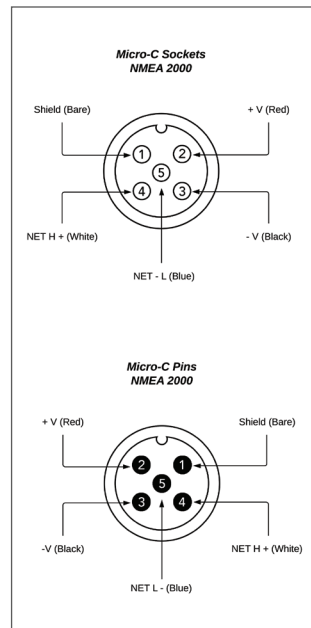 Micro-C Sockets
NMEA 2000
Shield (Bare)
+ V (Red)
1
2
5
4
3
NET H + (White)
- V (Black)
NET - L (Blue)
Micro-C Pins
NMEA 2000
+ V (Red)
Shield (Bare)
2
1
5
3
4
-V (Black)
NET H + (White)
NET L - (Blue)